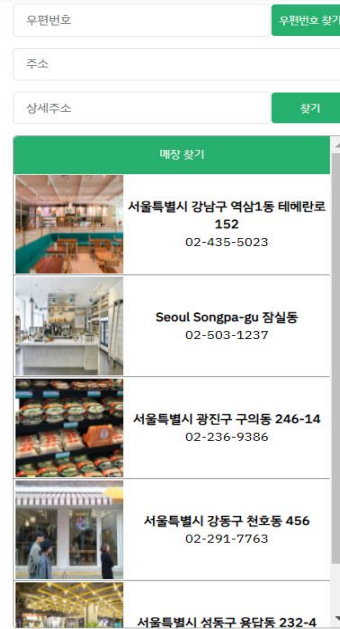 우편번호
우편번호 찾기
주소
상세주소
찾기
매장 찾기
서울특별시 강남구 역삼1동 테헤란로
152
02-435-5023
Seoul Songpa-gu 잠실동
02-503-1237
서울특별시 광진구 구의동 246-14
02-236-9386
서울특별시 강동구 천호동 456
02-291-7763
서울특별시 성동구 용답동 232-4